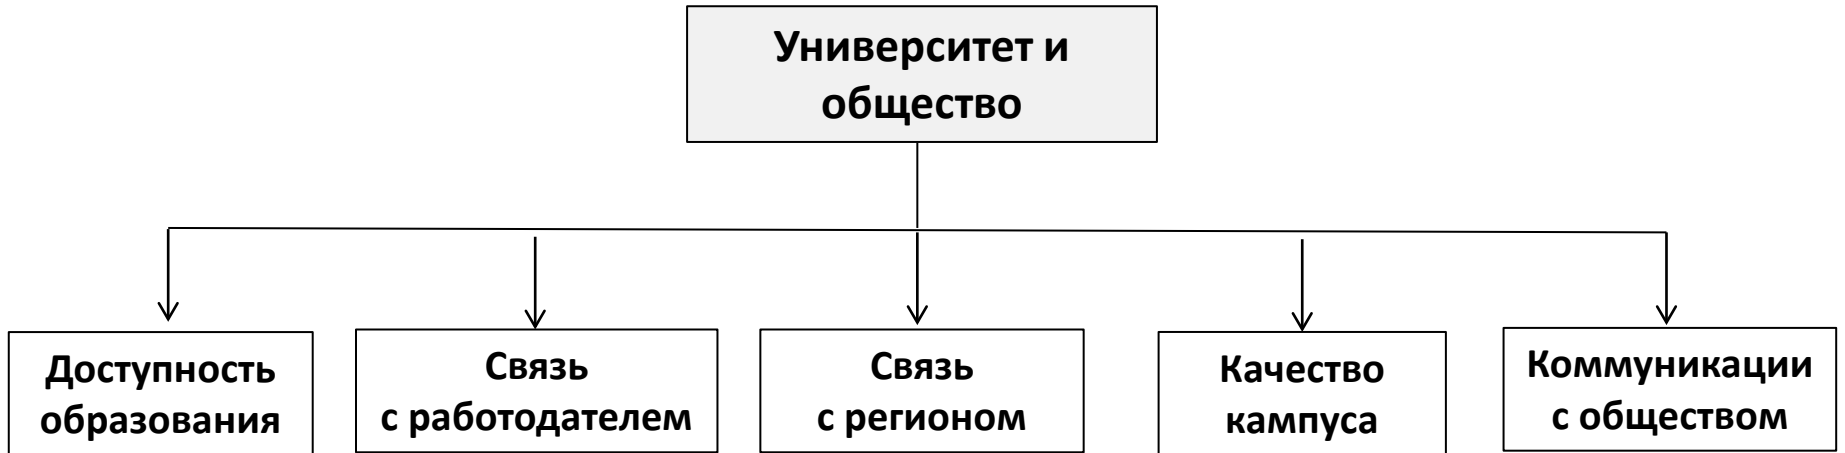 Университет и
общество
Доступность
образования
Связь
с работодателем
Связь
с регионом
Качество
кампуса
Коммуникации
с обществом